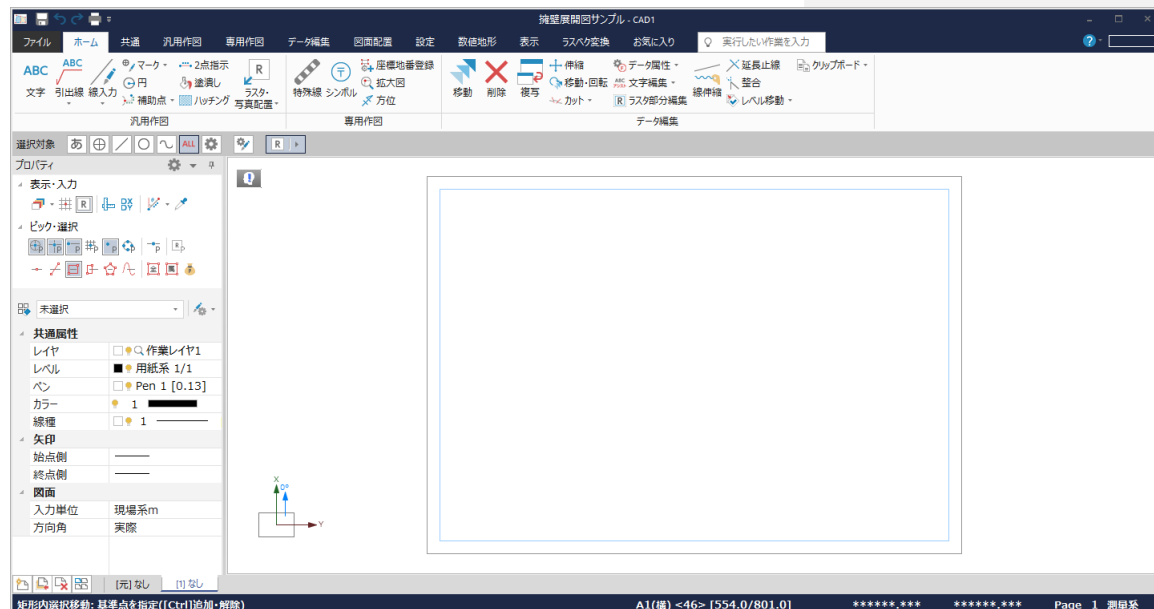 擁壁展開図サンプル - CAD1
ファイル ホーム 共通 汎用作図 専用作図 データ編集 図面配置 設定 数値地形 表示 ラスベク変換 お気に入り 実行したい作業を入力
ABC 文字
ABC 引出線
線入力
マーク
円
補助点
2点指示
塗潰し
ハッチング
R ラスタ・写真配置
汎用作図
特殊線
シンボル
座標地番登録
拡大図
方位
専用作図
移動
削除
複写
伸縮
移動・回転
カット
データ属性
文字編集
R ラスタ部分編集
線伸縮
延長止線
整合
レベル移動
クリップボード
データ編集
選択対象 あ ALL R
プロパティ
表示・入力
R DX DY
ピック・選択
P P P P P P R P
全
未選択
共通属性
レイヤ 作業レイヤ1
レベル 用紙系 1/1
ペン Pen 1 [0.13]
カラー 1
線種 1
矢印
始点側
終点側
図面
入力単位 現場系m
方向角 実際
X
0°
Y
[元] なし [1] なし
矩形内選択移動: 基準点を指定([Ctrl]追加・解除) A1(横) <46> [554.0/801.0] ******.*** ******.*** Page 1 測量系